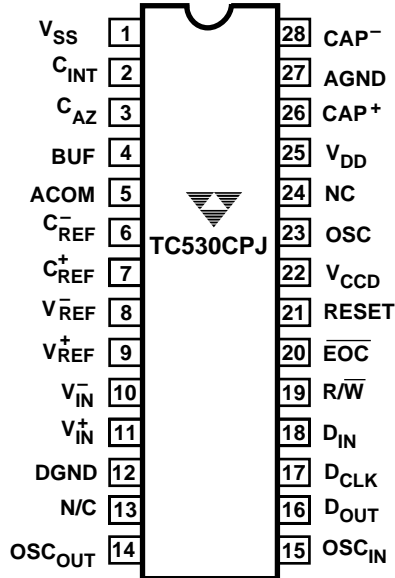 VSS 1 28 CAP–
CINT 2 27 AGND
CAZ 3 26 CAP+
BUF 4 25 VDD
ACOM 5 24 NC
C–REF 6 23 OSC
TC530CPJ
C+REF 7 22 VCCD
V–REF 8 21 RESET
V+REF 9 20 EOC
V–IN 10 19 R/W
V+IN 11 18 DIN
DGND 12 17 DCLK
N/C 13 16 DOUT
OSCOUT 14 15 OSCIN